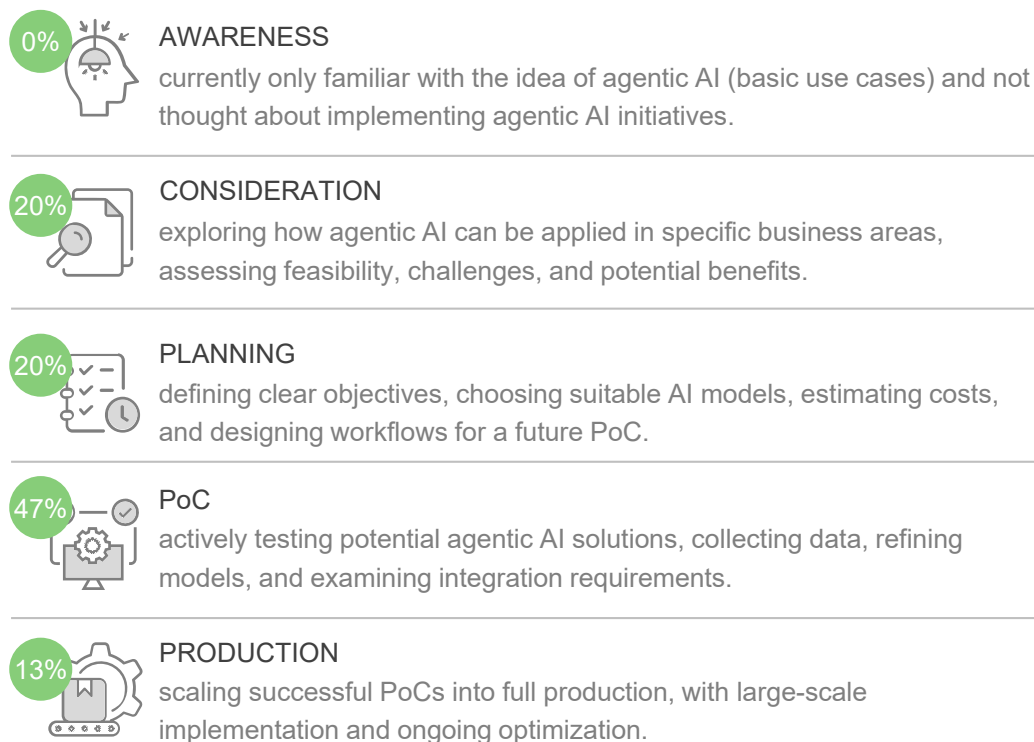 0%
AWARENESS
currently only familiar with the idea of agentic AI (basic use cases) and not
thought about implementing agentic AI initiatives.
20%
CONSIDERATION
exploring how agentic AI can be applied in specific business areas,
assessing feasibility, challenges, and potential benefits.
20%
PLANNING
defining clear objectives, choosing suitable AI models, estimating costs,
and designing workflows for a future PoC.
47%
PoC
actively testing potential agentic AI solutions, collecting data, refining
models, and examining integration requirements.
13%
PRODUCTION
scaling successful PoCs into full production, with large-scale
implementation and ongoing optimization.